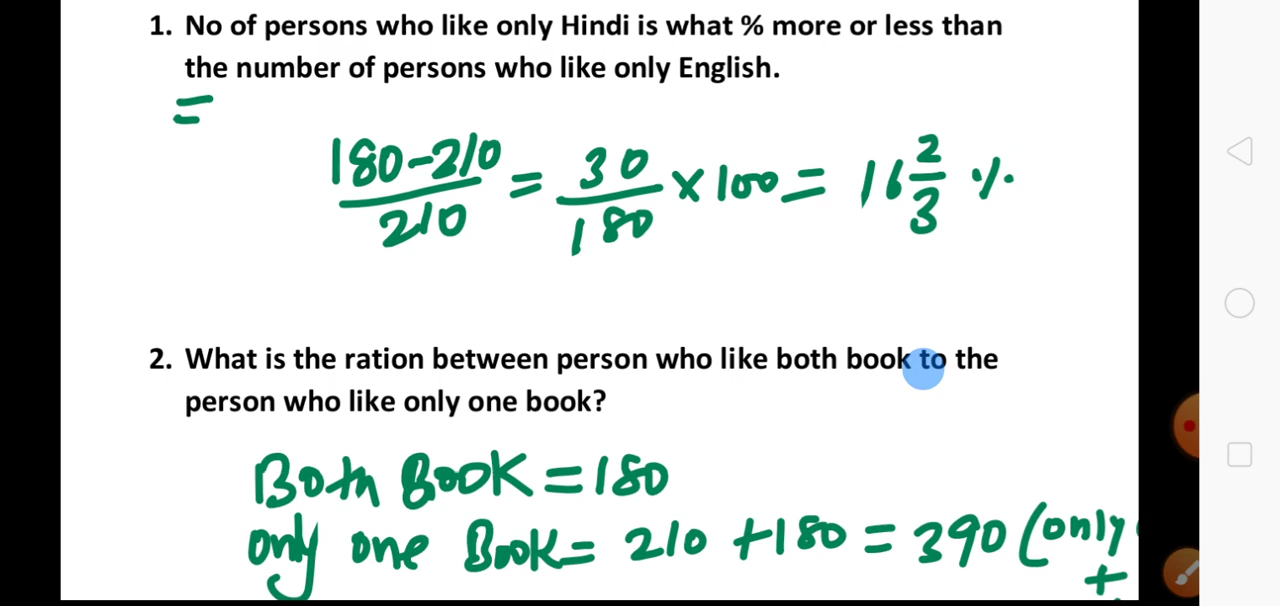 1. No of persons who like only Hindi is what % more or less than
the number of persons who like only English.
=
180-210/210 = 30/180 x 100 = 16 2/3 %
2. What is the ration between person who like both book to the
person who like only one book?
Both Book = 180
only one Book = 210 + 180 = 390 (only
+